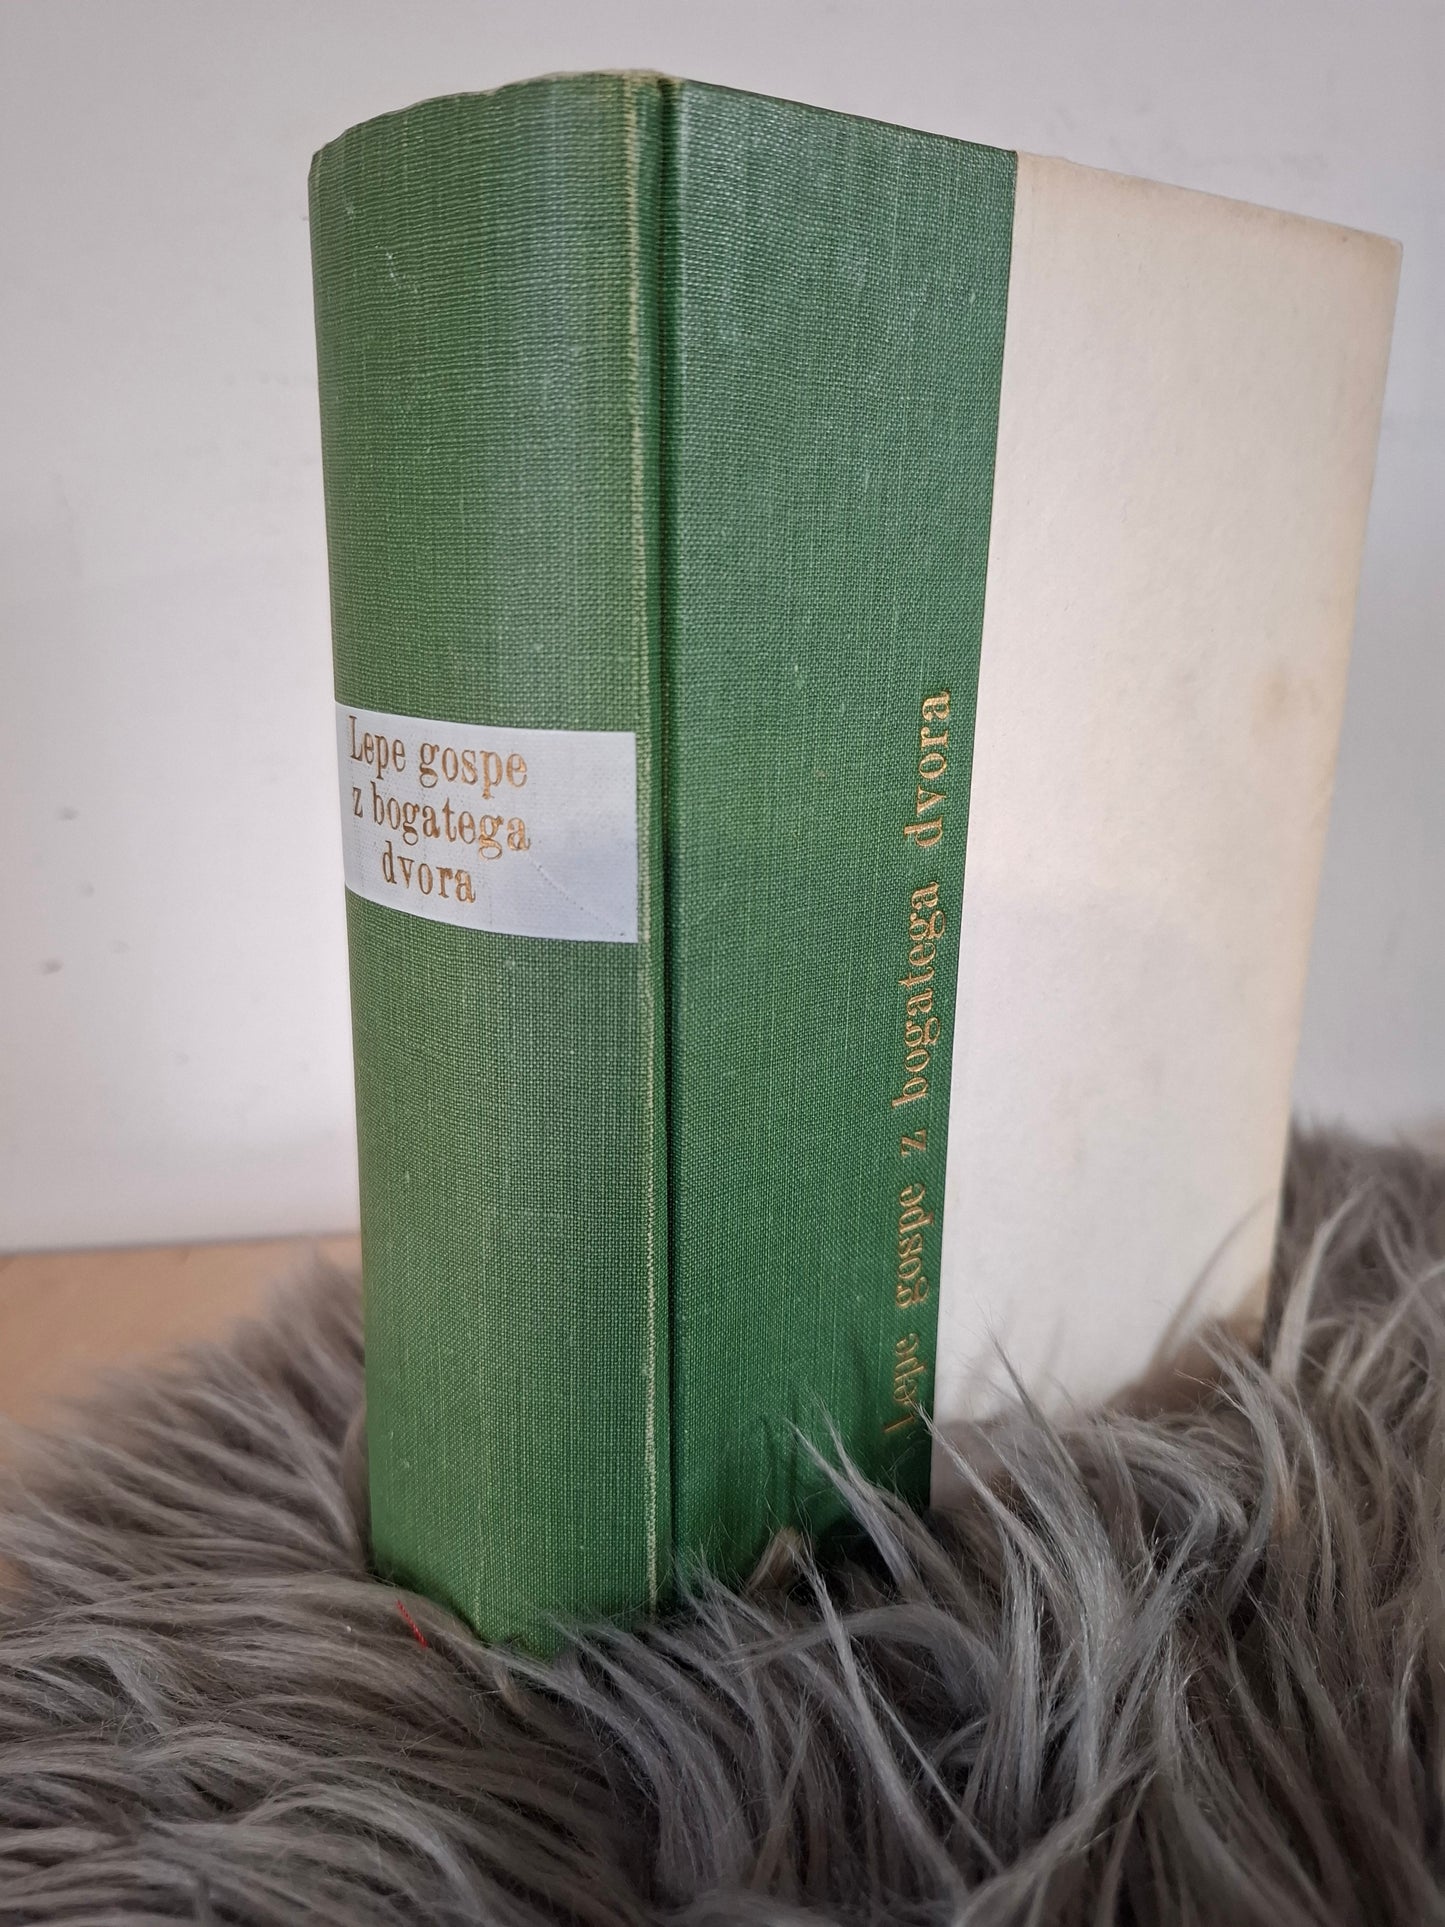 Lepe gospe
z bogatega
dvora
Lepe gospe z bogatega dvora